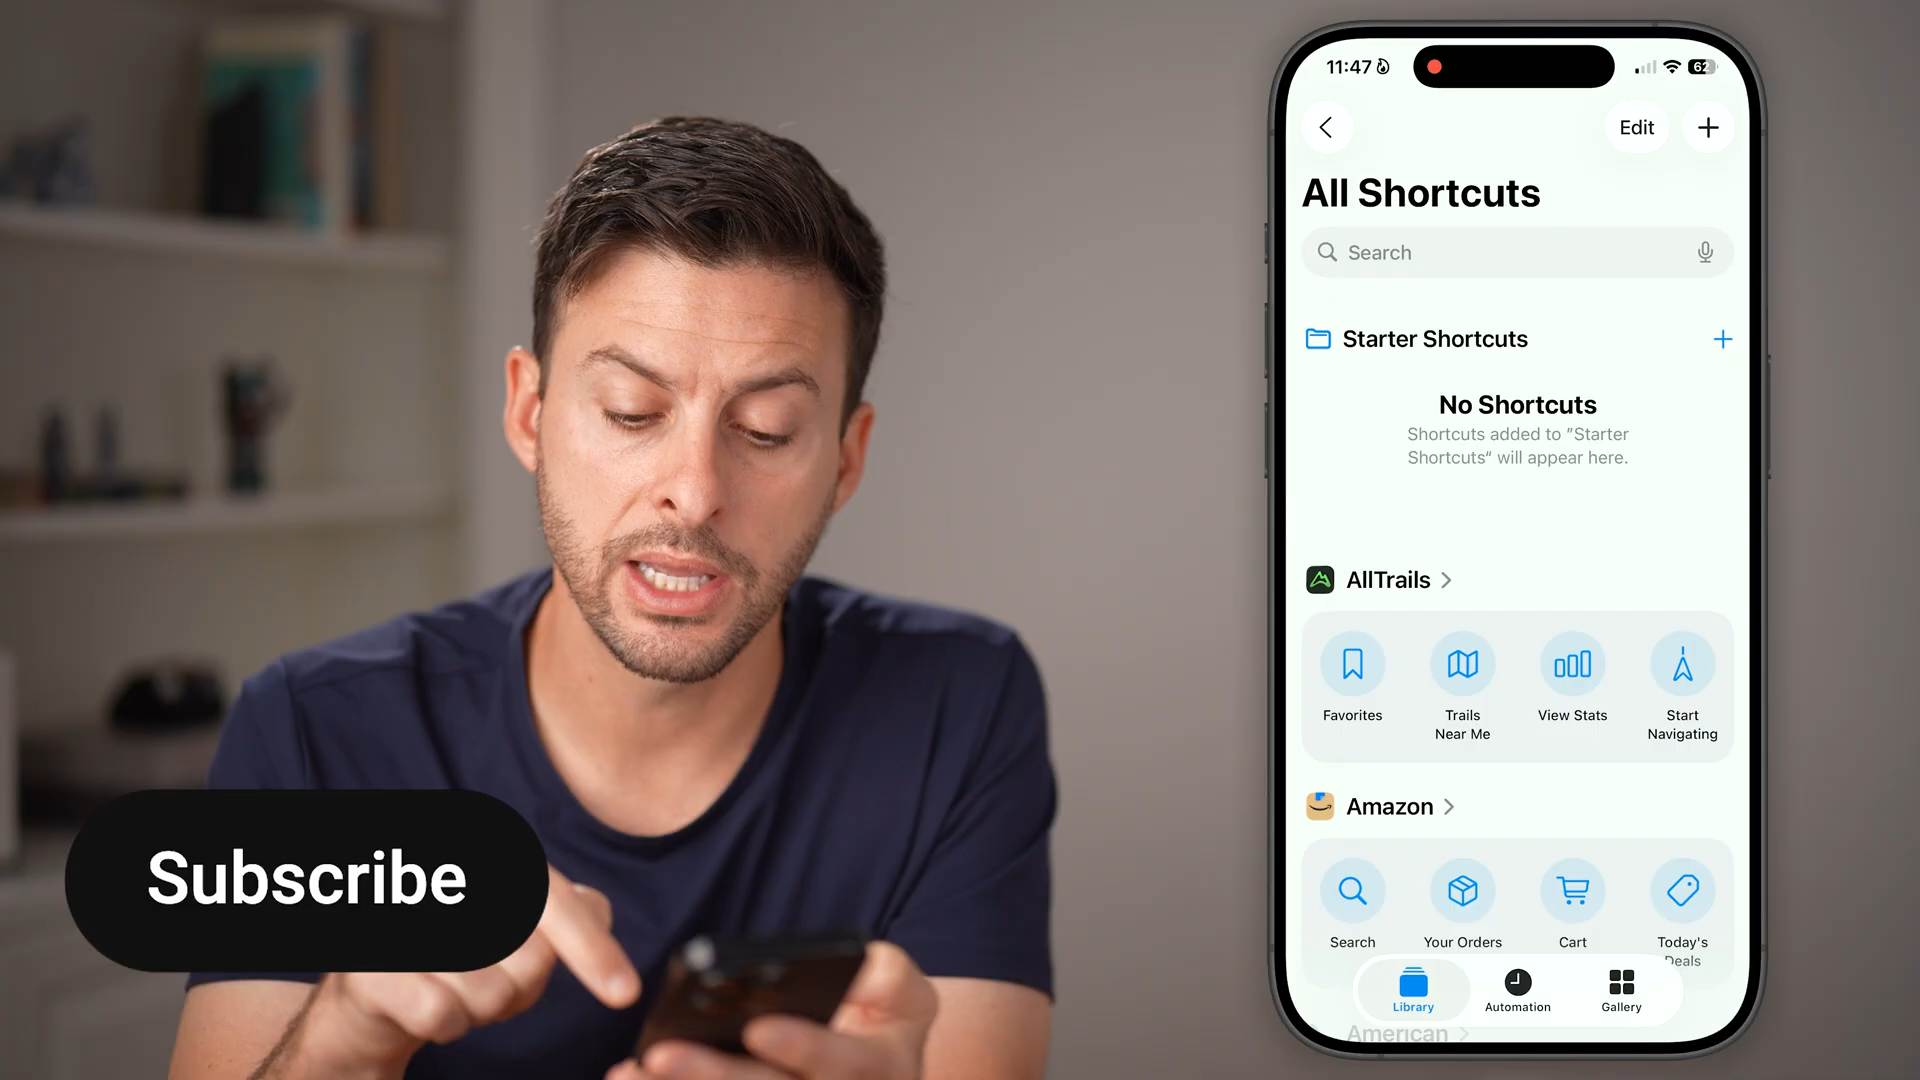 11:47
62
Edit
All Shortcuts
Search
Starter Shortcuts
No Shortcuts
Shortcuts added to "Starter
Shortcuts" will appear here.
AllTrails
Favorites
Trails
Near Me
View Stats
Start
Navigating
Amazon
Search
Your Orders
Cart
Today's
Deals
Library
Automation
Gallery
American
Subscribe